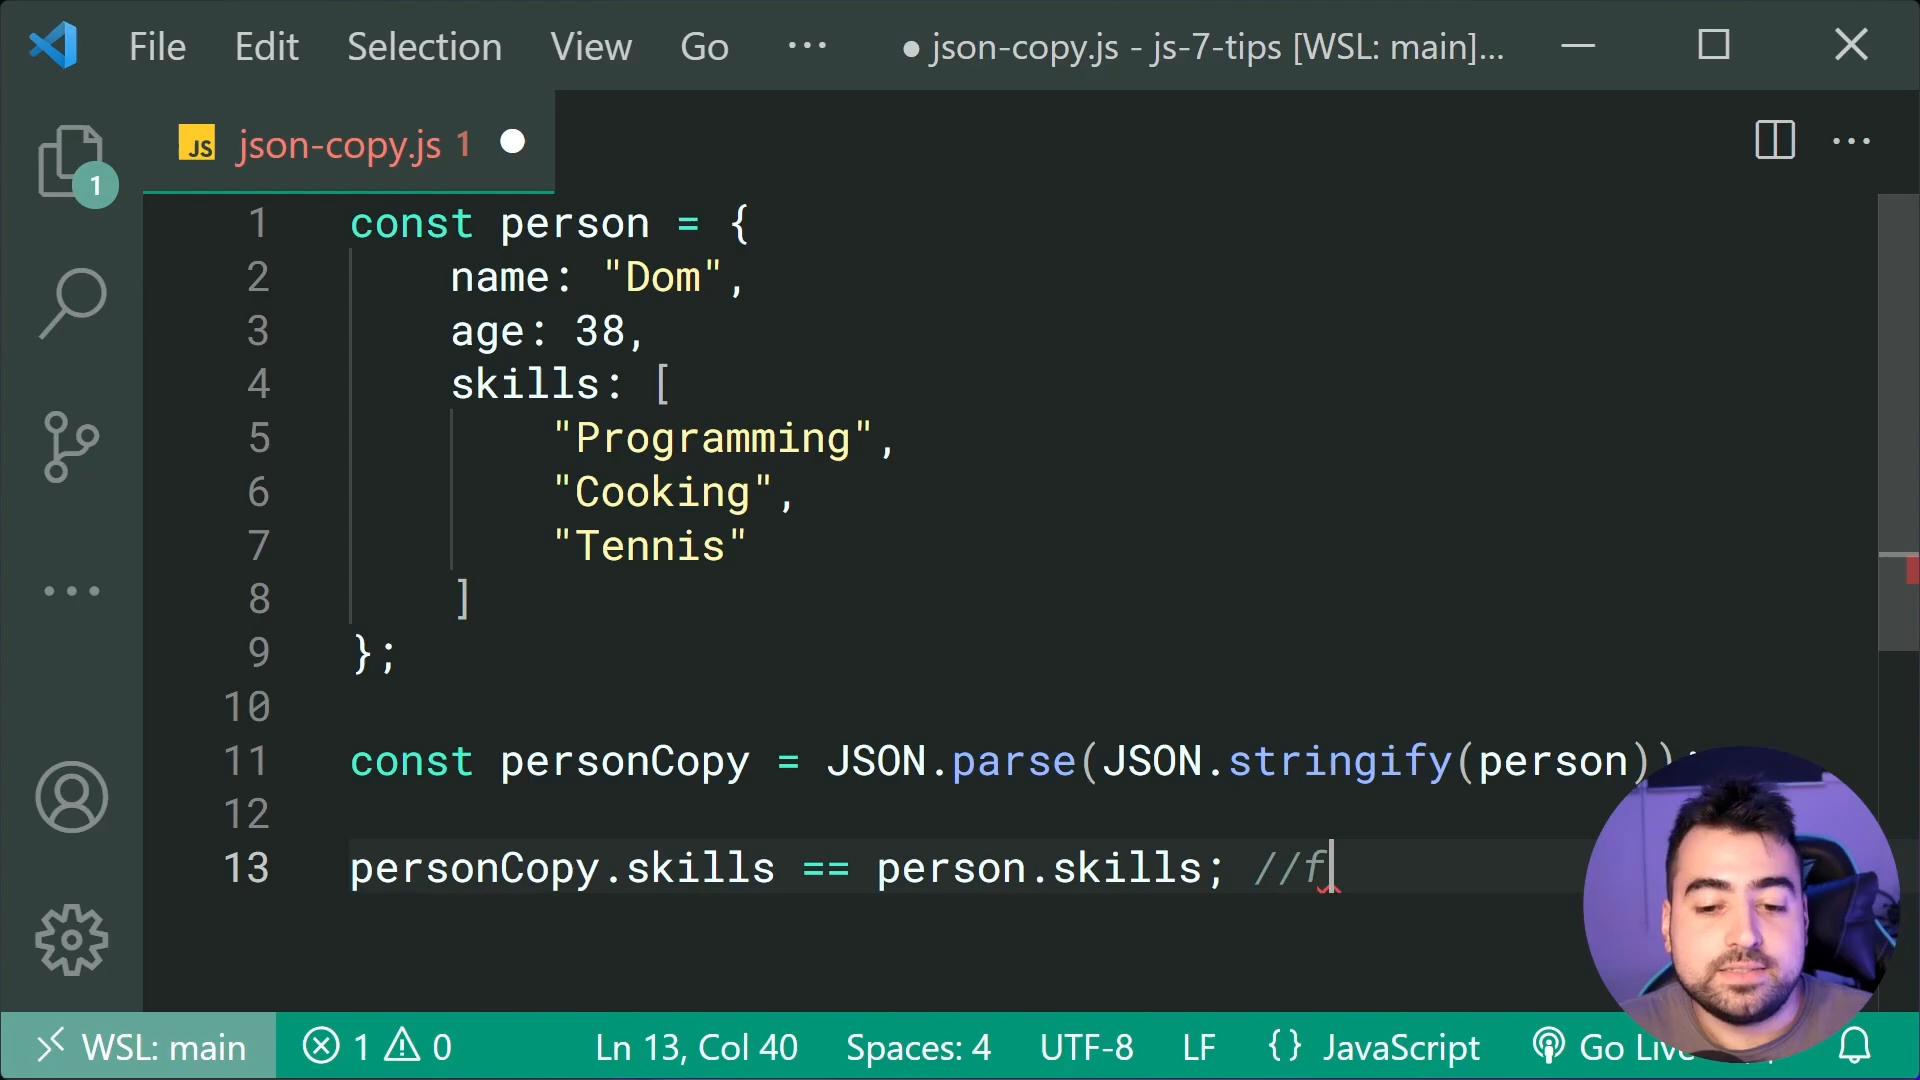 File Edit Selection View Go ··· ● json-copy.js - js-7-tips [WSL: main]...
JS json-copy.js 1
1
1 const person = {
2 name: "Dom",
3 age: 38,
4 skills: [
5 "Programming",
6 "Cooking",
7 "Tennis"
8 ]
9 };
10
11 const personCopy = JSON.parse(JSON.stringify(person));
12
13 personCopy.skills == person.skills; //f
WSL: main 1 0 Ln 13, Col 40 Spaces: 4 UTF-8 LF {} JavaScript Go Live